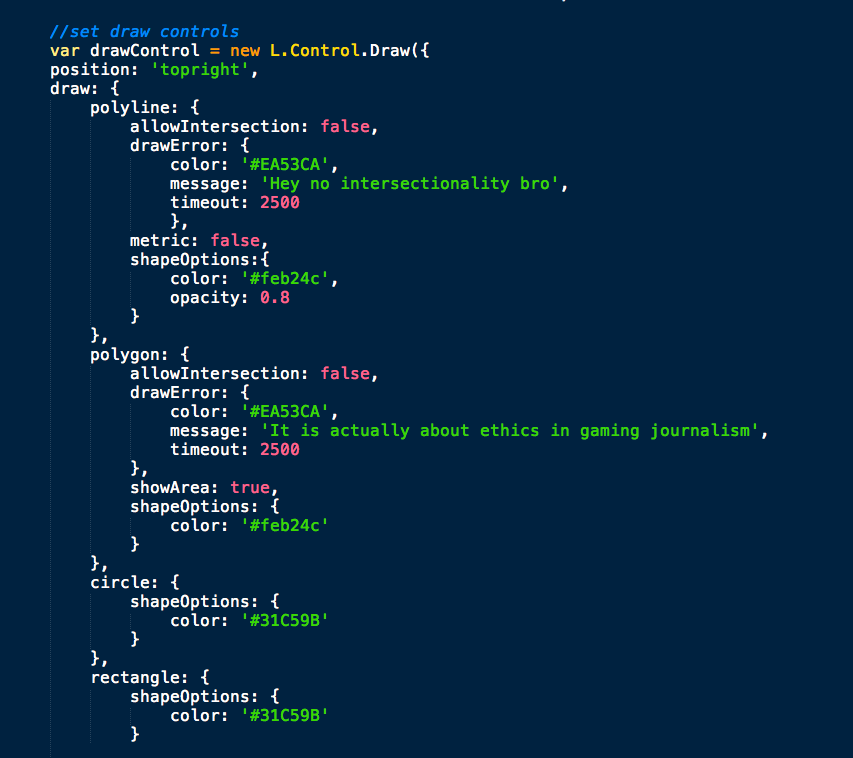 //set draw controls
var drawControl = new L.Control.Draw({
position: 'topright',
draw: {
    polyline: {
        allowIntersection: false,
        drawError: {
            color: '#EA53CA',
            message: 'Hey no intersectionality bro',
            timeout: 2500
            },
        metric: false,
        shapeOptions:{
            color: '#feb24c',
            opacity: 0.8
        }
    },
    polygon: {
        allowIntersection: false,
        drawError: {
            color: '#EA53CA',
            message: 'It is actually about ethics in gaming journalism',
            timeout: 2500
        },
        showArea: true,
        shapeOptions: {
            color: '#feb24c'
        }
    },
    circle: {
        shapeOptions: {
            color: '#31C59B'
        }
    },
    rectangle: {
        shapeOptions: {
            color: '#31C59B'
        }